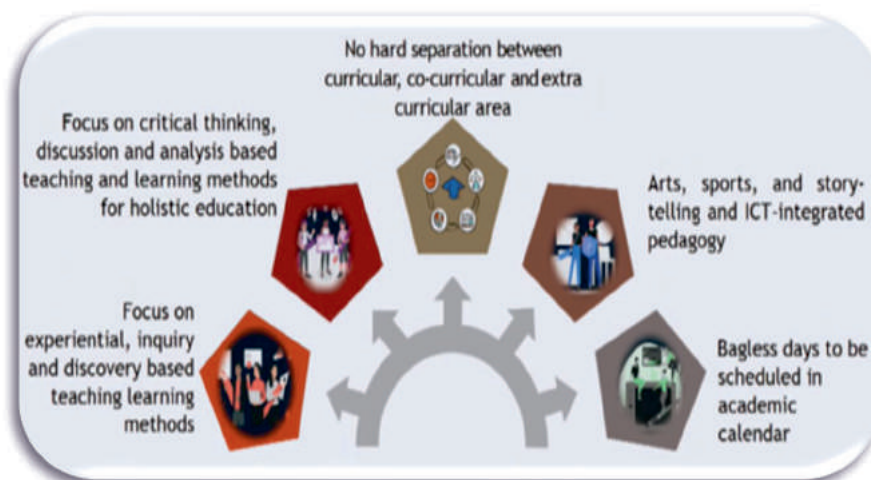 No hard separation between
curricular, co-curricular and extra
curricular area
Focus on critical thinking,
discussion and analysis based
teaching and learning methods
for holistic education
Arts, sports, and story-
telling and ICT-integrated
pedagogy
Focus on
experiential, inquiry
and discovery based
teaching learning
methods
Bagless days to be
scheduled in
academic
calendar